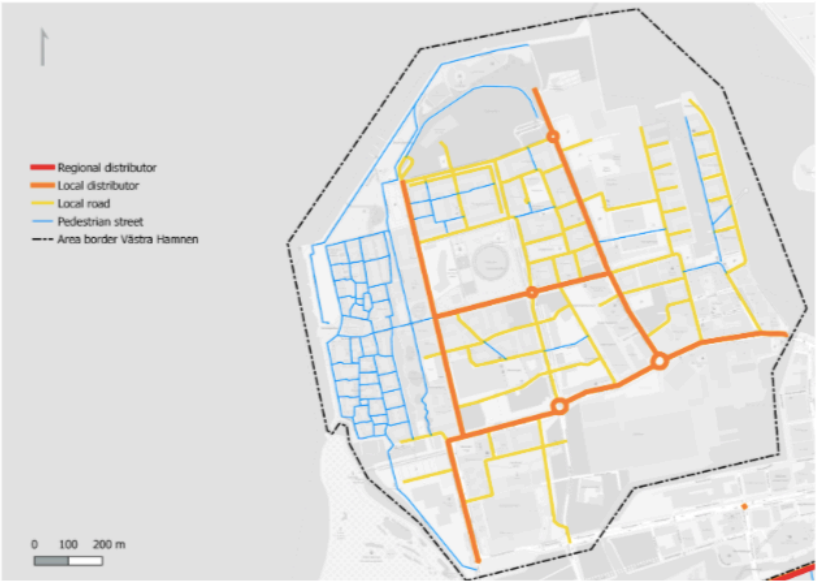 Regional distributor
Local distributor
Local road
Pedestrian street
Area border Västra Hamnen
0 100 200 m